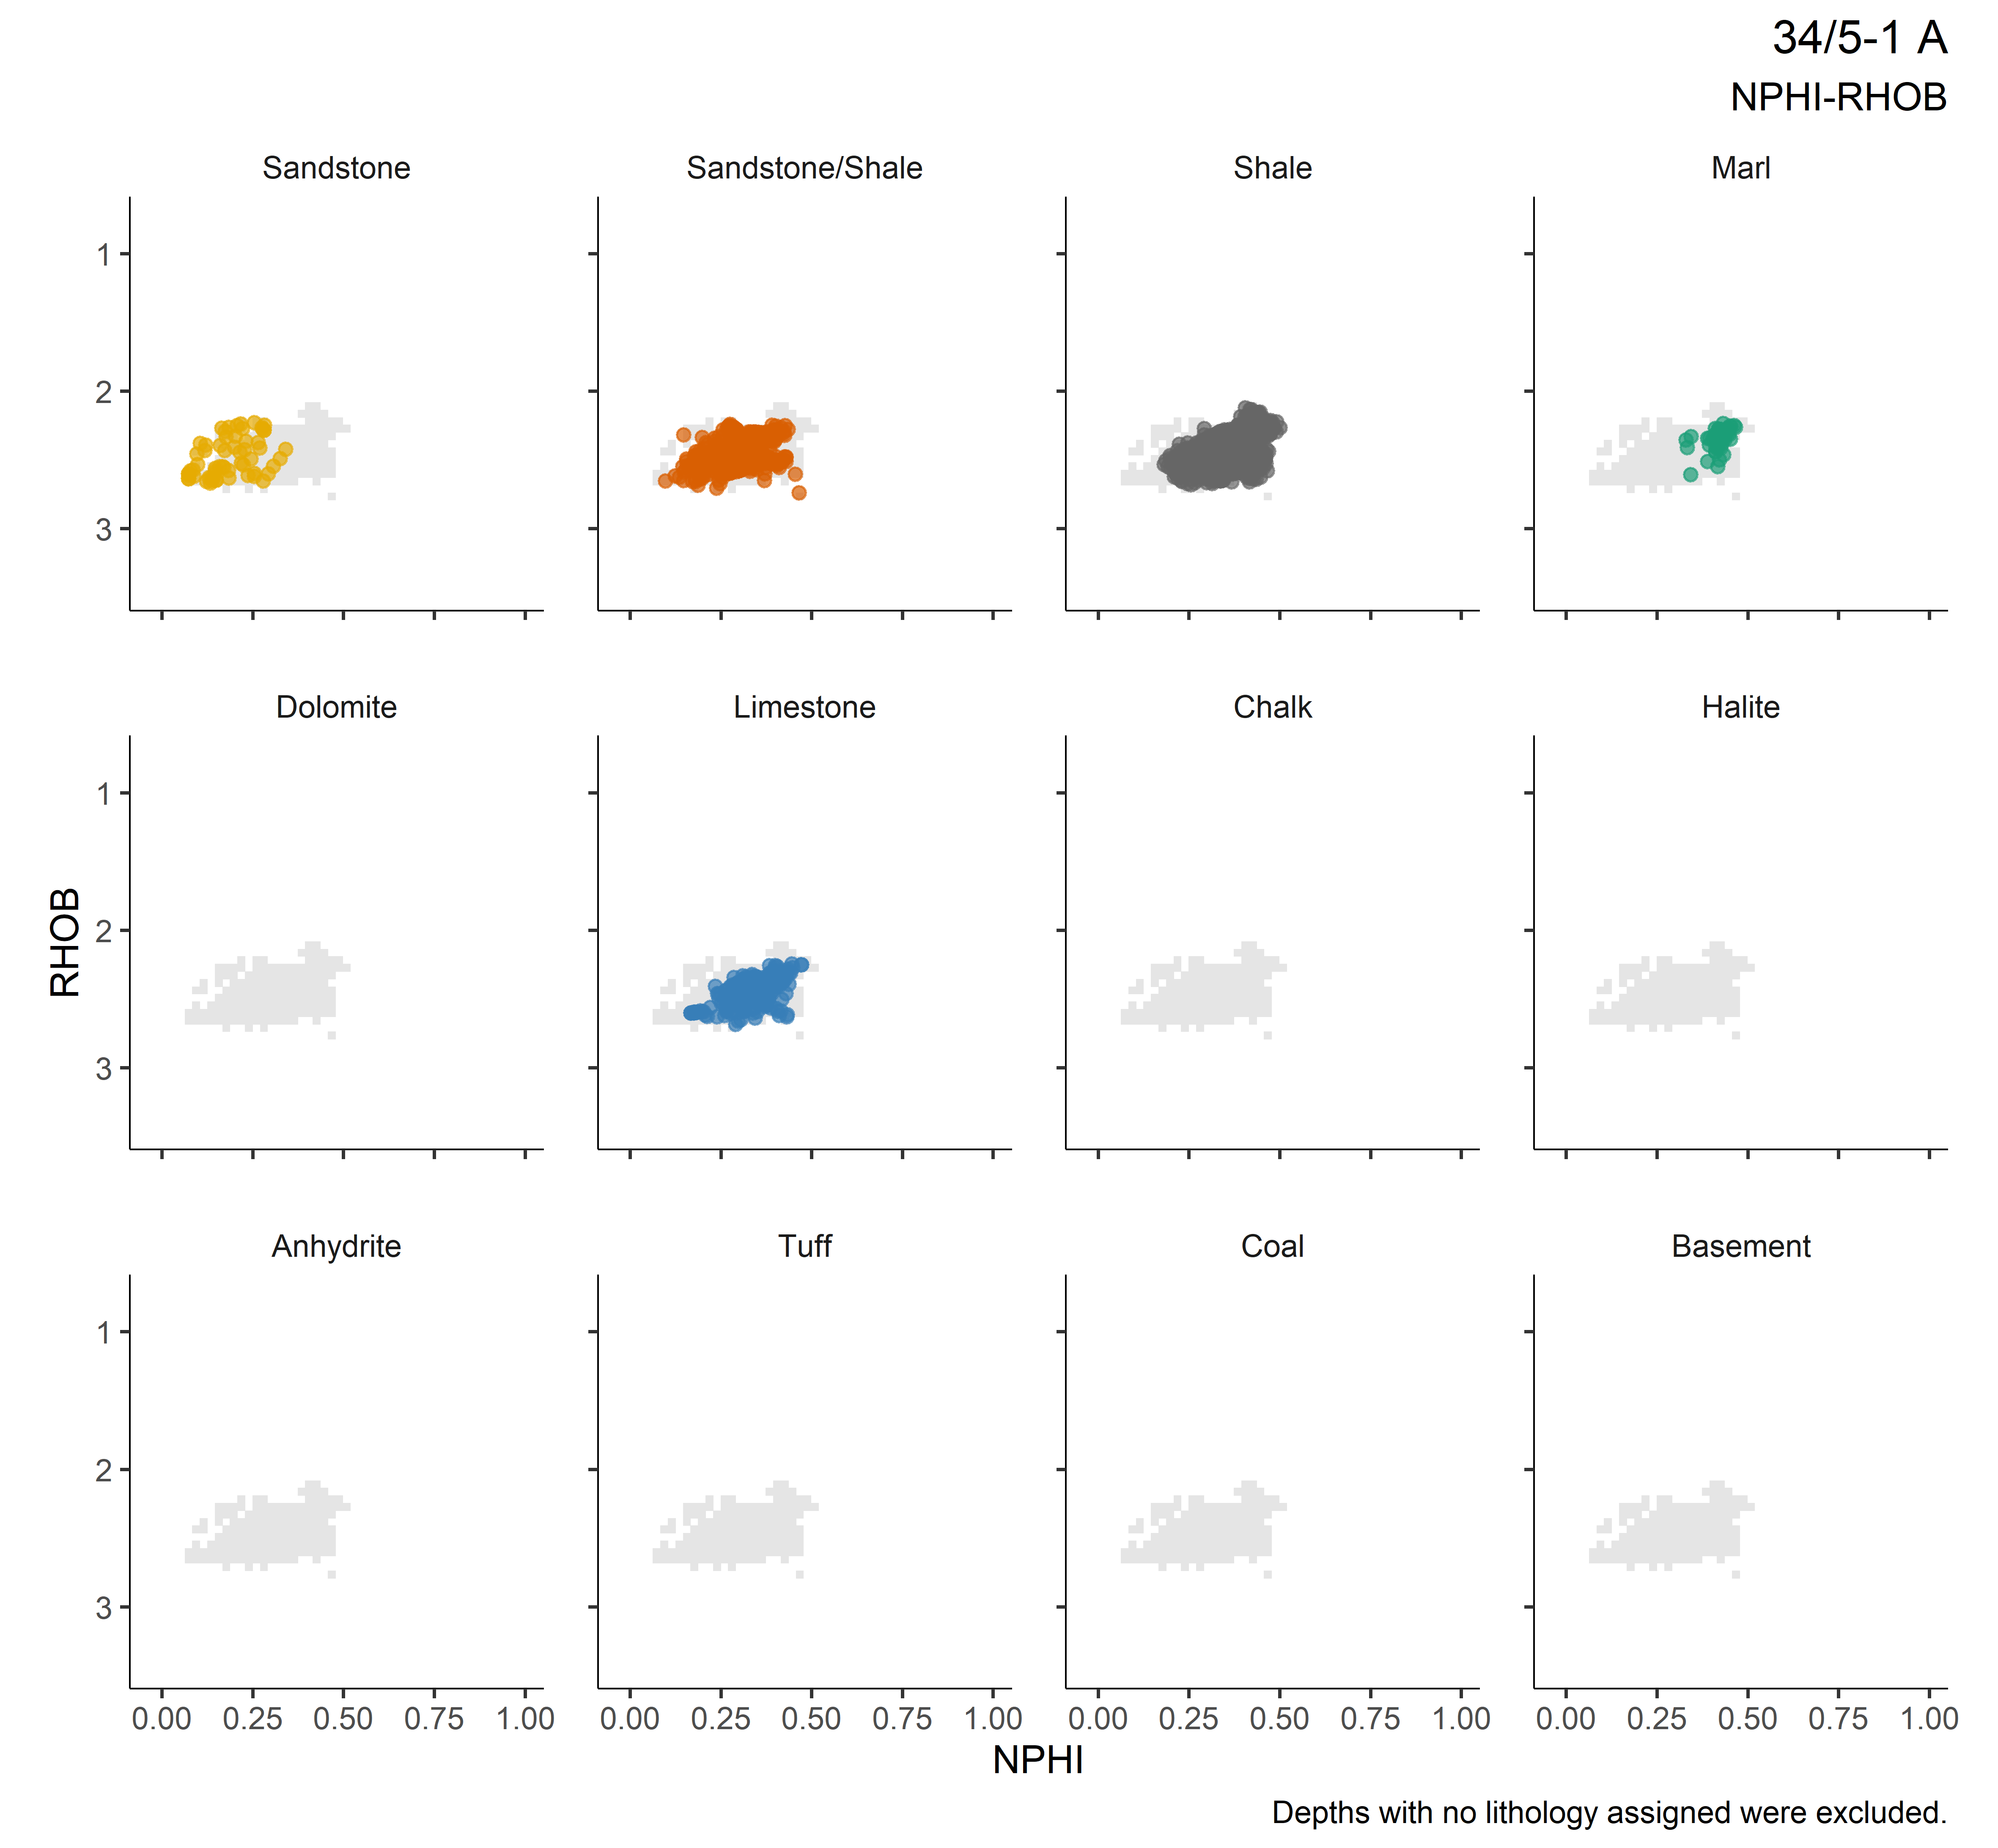 34/5-1 A
NPHI-RHOB
Sandstone
Sandstone/Shale
Shale
Marl
1
2
3
Dolomite
Limestone
Chalk
Halite
RHOB
1
2
3
Anhydrite
Tuff
Coal
Basement
1
2
3
0.00 0.25 0.50 0.75 1.00
0.00 0.25 0.50 0.75 1.00
0.00 0.25 0.50 0.75 1.00
0.00 0.25 0.50 0.75 1.00
NPHI
Depths with no lithology assigned were excluded.